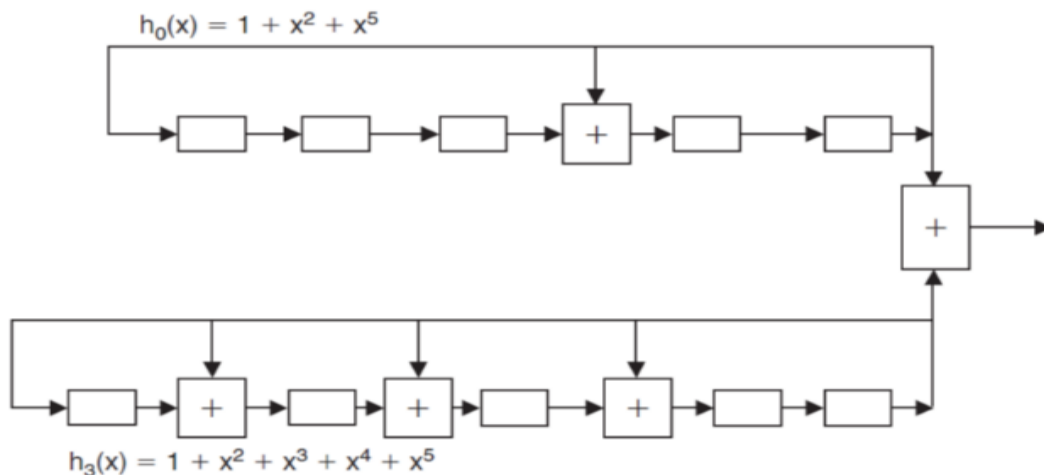 h₀(x) = 1 + x² + x⁵
+
+
+ + +
h₃(x) = 1 + x² + x³ + x⁴ + x⁵